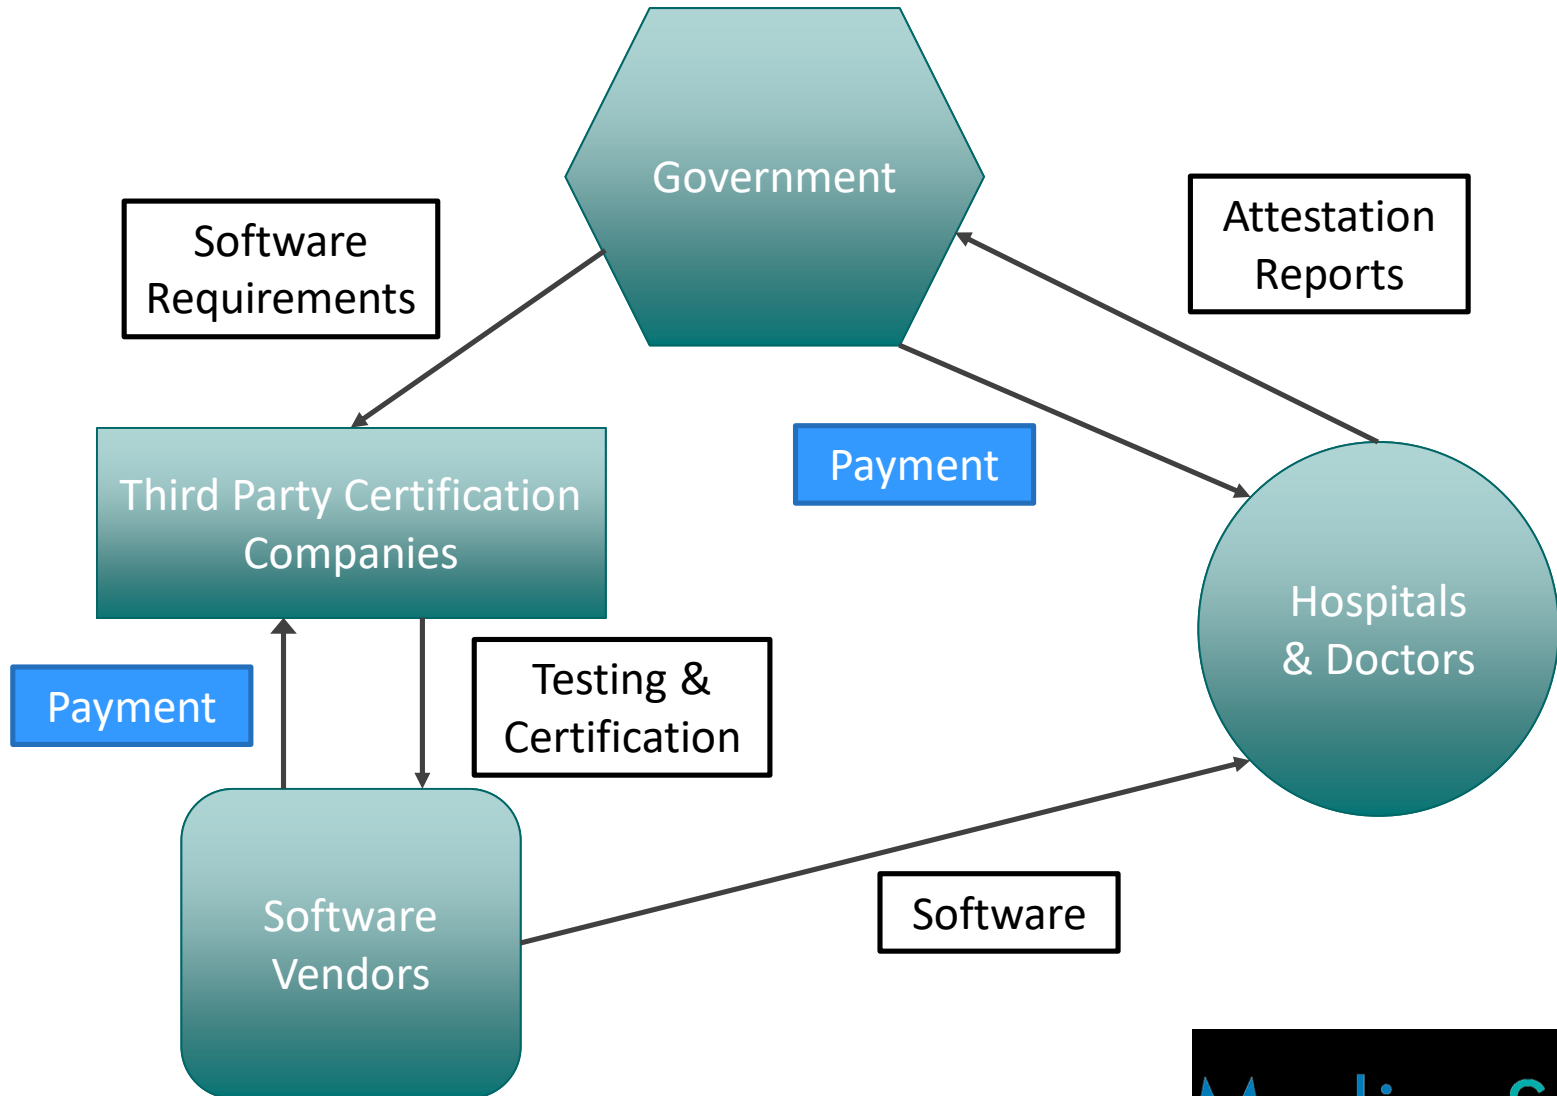 Government
Software
Requirements
Attestation
Reports
Third Party Certification
Companies
Payment
Hospitals
& Doctors
Payment
Testing &
Certification
Software
Vendors
Software